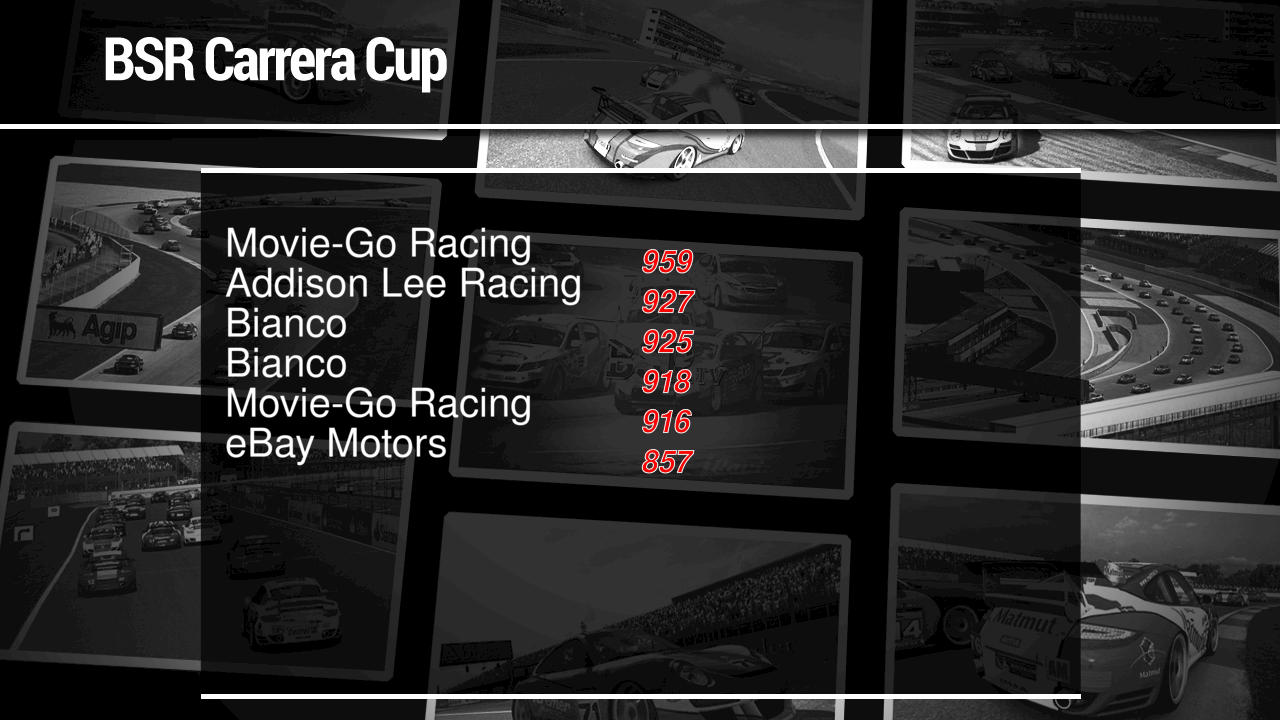 BSR Carrera Cup
Movie-Go Racing 959
Addison Lee Racing 927
Bianco 925
Bianco 918
Movie-Go Racing 916
eBay Motors 857
Agip
Malmut